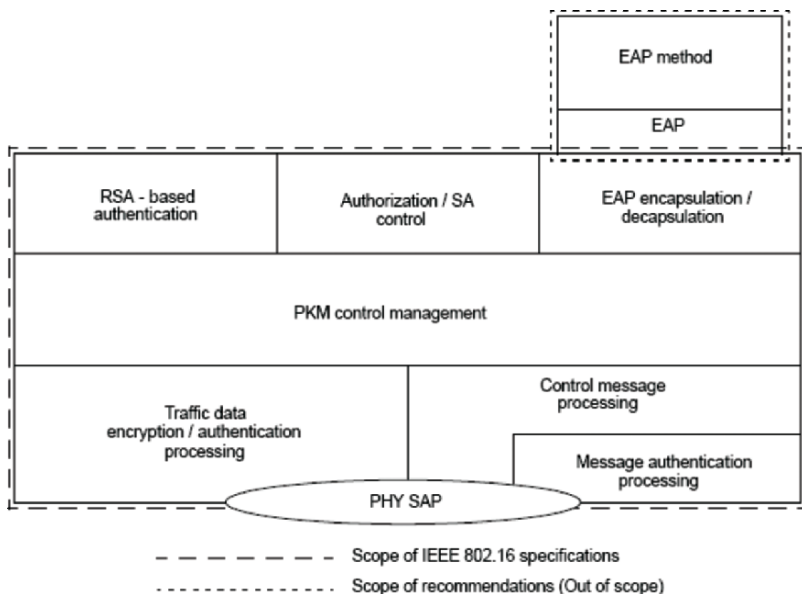 EAP method
EAP
RSA - based
authentication
Authorization / SA
control
EAP encapsulation /
decapsulation
PKM control management
Traffic data
encryption / authentication
processing
Control message
processing
Message authentication
processing
PHY SAP
Scope of IEEE 802.16 specifications
Scope of recommendations (Out of scope)